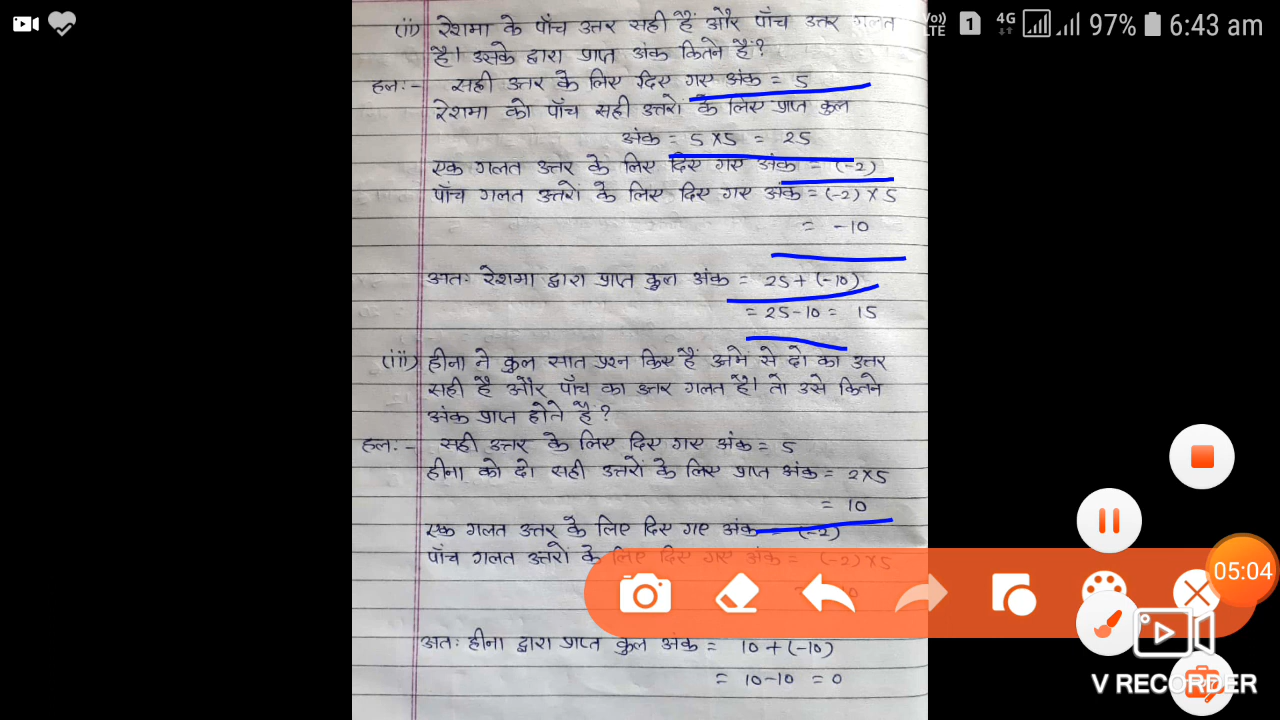 (ii) रेशमा के पाँच उत्तर सही हैं और पाँच उत्तर गलत
है। उसके द्वारा प्राप्त अंक कितने हैं?
हल:- सही उत्तर के लिए दिए गए अंक = 5
रेशमा को पाँच सही उत्तरों के लिए प्राप्त कुल
अंक = 5×5 = 25
एक गलत उत्तर के लिए दिए गए अंक = (-2)
पाँच गलत उत्तरों के लिए दिए गए अंक = (-2) × 5
= -10
अतः रेशमा द्वारा प्राप्त कुल अंक = 25+(-10)
= 25-10 = 15
(iii) हीना ने कुल सात प्रश्न किए हैं उनमें से दो का उत्तर
सही है और पाँच का उत्तर गलत है। तो उसे कितने
अंक प्राप्त होते हैं?
हल:- सही उत्तर के लिए दिए गए अंक = 5
हीना को दो सही उत्तरों के लिए प्राप्त अंक = 2×5
= 10
एक गलत उत्तर के लिए दिए गए अंक = (-2)
पाँच गलत उत्तरों के लिए दिए गए अंक = (-2)×5
10
अतः हीना द्वारा प्राप्त कुल अंक = 10+(-10)
= 10-10 = 0
LTE 1 4G 97% 6:43 am
05:04
V RECORDER